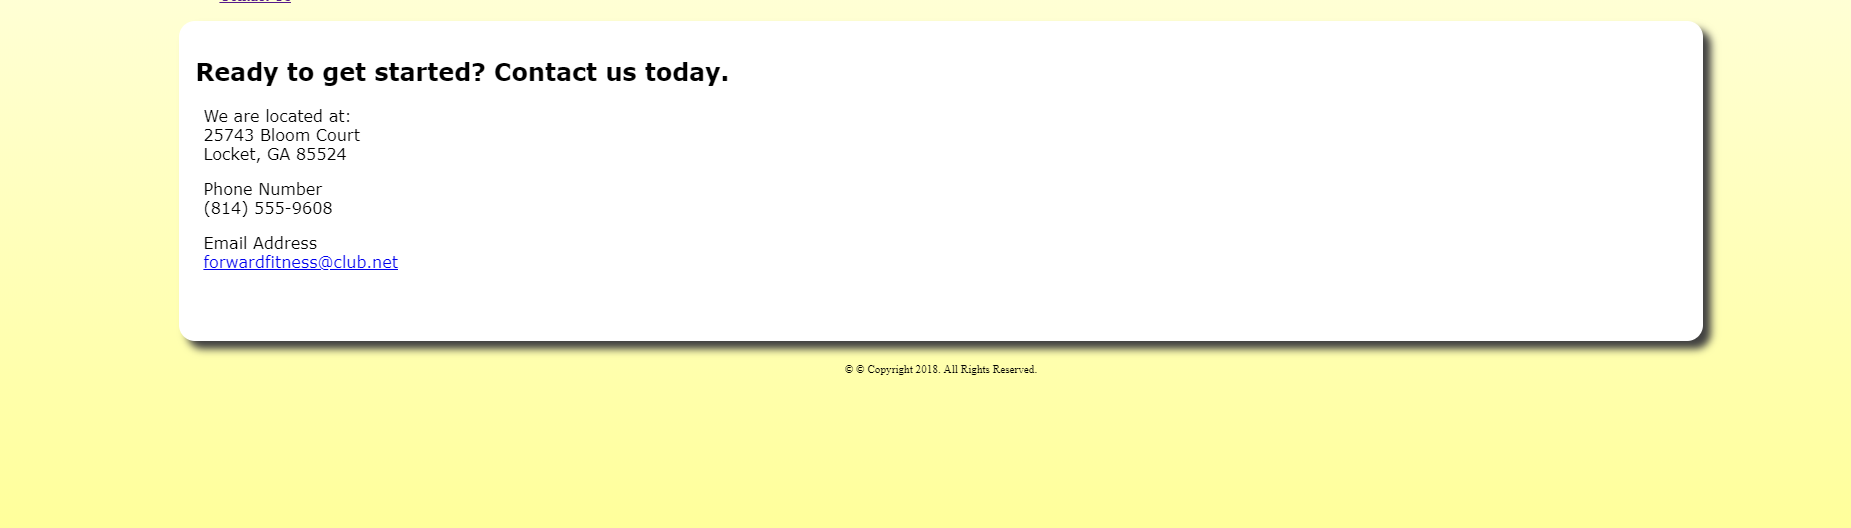 Ready to get started? Contact us today.
We are located at:
25743 Bloom Court
Locket, GA 85524
Phone Number
(814) 555-9608
Email Address
forwardfitness@club.net
© © Copyright 2018. All Rights Reserved.